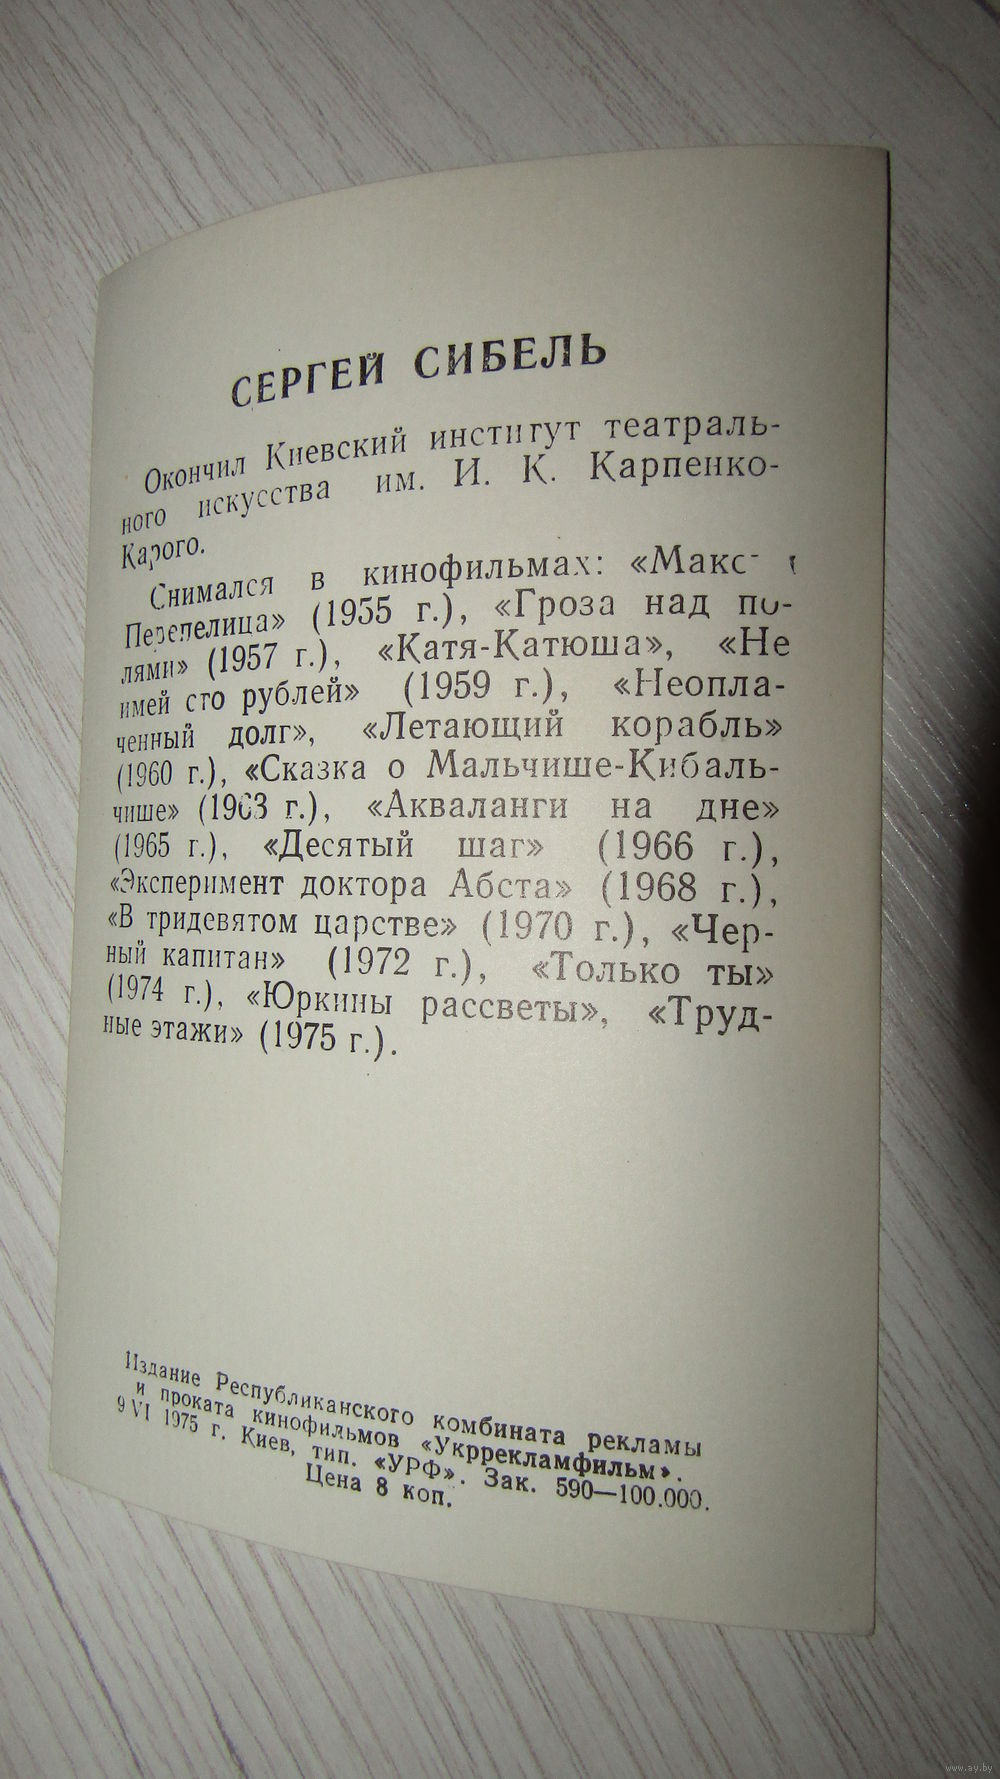 СЕРГЕЙ СИБЕЛЬ
Окончил Киевский институт театраль-
ного искусства им. И. К. Карпенко-
Карого.
Снимался в кинофильмах: «Макс
Перепелица» (1955 г.), «Гроза над по-
лями» (1957 г.), «Катя-Катюша», «Не
имей сто рублей» (1959 г.), «Неопла-
ченный долг», «Летающий корабль»
(1960 г.), «Сказка о Мальчише-Кибаль-
чише» (1963 г.), «Акваланги на дне»
(1965 г.), «Десятый шаг» (1966 г.),
«Эксперимент доктора Абста» (1968 г.),
«В тридевятом царстве» (1970 г.), «Чер-
ный капитан» (1972 г.), «Только ты»
(1974 г.), «Юркины рассветы», «Труд-
ные этажи» (1975 г.).
Издание Республиканского комбината рекламы
и проката кинофильмов «Укррекламфильм».
9 VI 1975 г. Киев, тип. «УРФ». Зак. 590—100.000.
Цена 8 коп.
www.ay.by